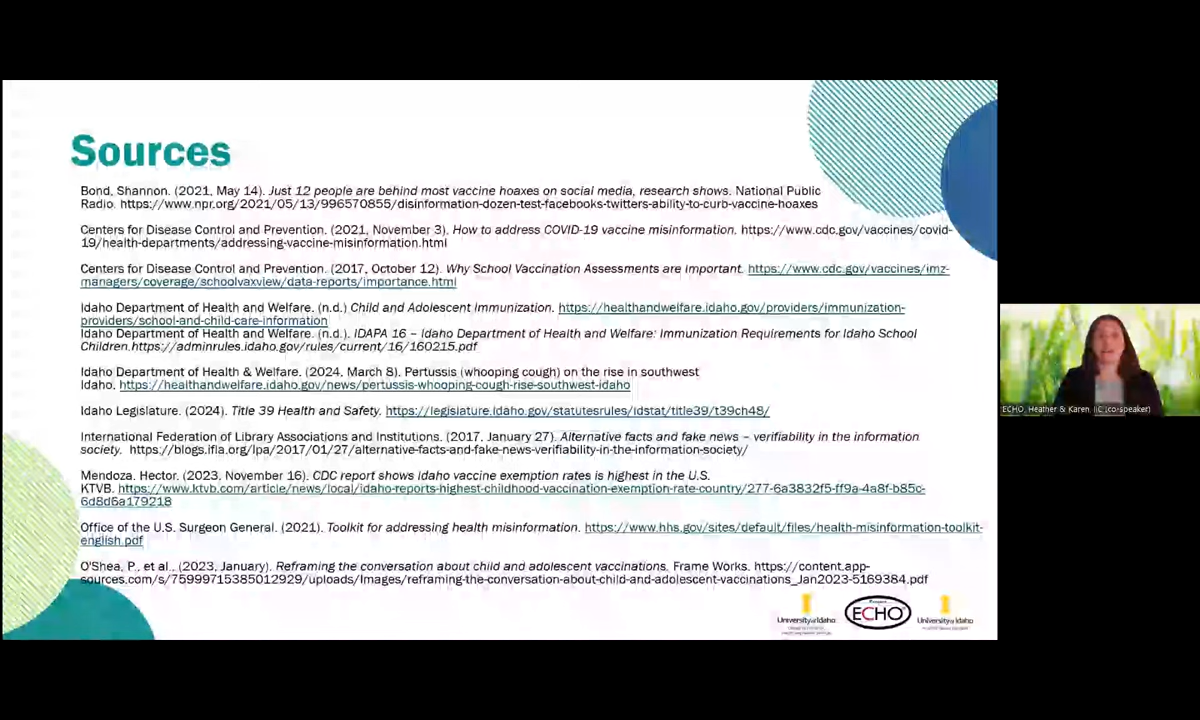 Sources
Bond, Shannon. (2021, May 14). Just 12 people are behind most vaccine hoaxes on social media, research shows. National Public
Radio. https://www.npr.org/2021/05/13/996570855/disinformation-dozen-test-facebooks-twitters-ability-to-curb-vaccine-hoaxes
Centers for Disease Control and Prevention. (2021, November 3). How to address COVID-19 vaccine misinformation. https://www.cdc.gov/vaccines/covid-
19/health-departments/addressing-vaccine-misinformation.html
Centers for Disease Control and Prevention. (2017, October 12). Why School Vaccination Assessments are Important. https://www.cdc.gov/vaccines/imz-
managers/coverage/schoolvaxview/data-reports/importance.html
Idaho Department of Health and Welfare. (n.d.) Child and Adolescent Immunization. https://healthandwelfare.idaho.gov/providers/immunization-
providers/school-and-child-care-information
Idaho Department of Health and Welfare. (n.d.). IDAPA 16 – Idaho Department of Health and Welfare: Immunization Requirements for Idaho School
Children.https://adminrules.idaho.gov/rules/current/16/160215.pdf
Idaho Department of Health & Welfare. (2024, March 8). Pertussis (whooping cough) on the rise in southwest
Idaho. https://healthandwelfare.idaho.gov/news/pertussis-whooping-cough-rise-southwest-idaho
Idaho Legislature. (2024). Title 39 Health and Safety. https://legislature.idaho.gov/statutesrules/idstat/title39/t39ch48/
International Federation of Library Associations and Institutions. (2017, January 27). Alternative facts and fake news – verifiability in the information
society. https://blogs.ifla.org/lpa/2017/01/27/alternative-facts-and-fake-news-verifiability-in-the-information-society/
Mendoza. Hector. (2023, November 16). CDC report shows Idaho vaccine exemption rates is highest in the U.S.
KTVB. https://www.ktvb.com/article/news/local/idaho-reports-highest-childhood-vaccination-exemption-rate-country/277-6a3832f5-ff9a-4a8f-b85c-
6d8d6a179218
Office of the U.S. Surgeon General. (2021). Toolkit for addressing health misinformation. https://www.hhs.gov/sites/default/files/health-misinformation-toolkit-
english.pdf
O'Shea, P., et al., (2023, January). Reframing the conversation about child and adolescent vaccinations. Frame Works. https://content.app-
sources.com/s/75999715385012929/uploads/Images/reframing-the-conversation-about-child-and-adolescent-vaccinations_Jan2023-5169384.pdf
University of Idaho
Project
ECHO
University of Idaho
ECHO, Heather & Karen, IIC (co-speaker)